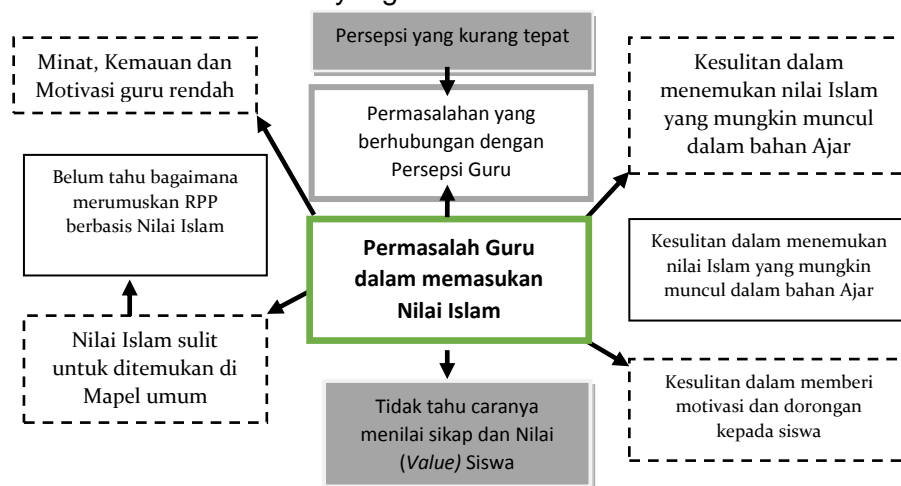 Persepsi yang kurang tepat
Minat, Kemauan dan
Motivasi guru rendah
Permasalahan yang
berhubungan dengan
Persepsi Guru
Kesulitan dalam
menemukan nilai Islam
yang mungkin muncul
dalam bahan Ajar
Belum tahu bagaimana
merumuskan RPP
berbasis Nilai Islam
Permasalah Guru
dalam memasukan
Nilai Islam
Kesulitan dalam menemukan
nilai Islam yang mungkin
muncul dalam bahan Ajar
Nilai Islam sulit
untuk ditemukan di
Mapel umum
Tidak tahu caranya
menilai sikap dan Nilai
(Value) Siswa
Kesulitan dalam memberi
motivasi dan dorongan
kepada siswa